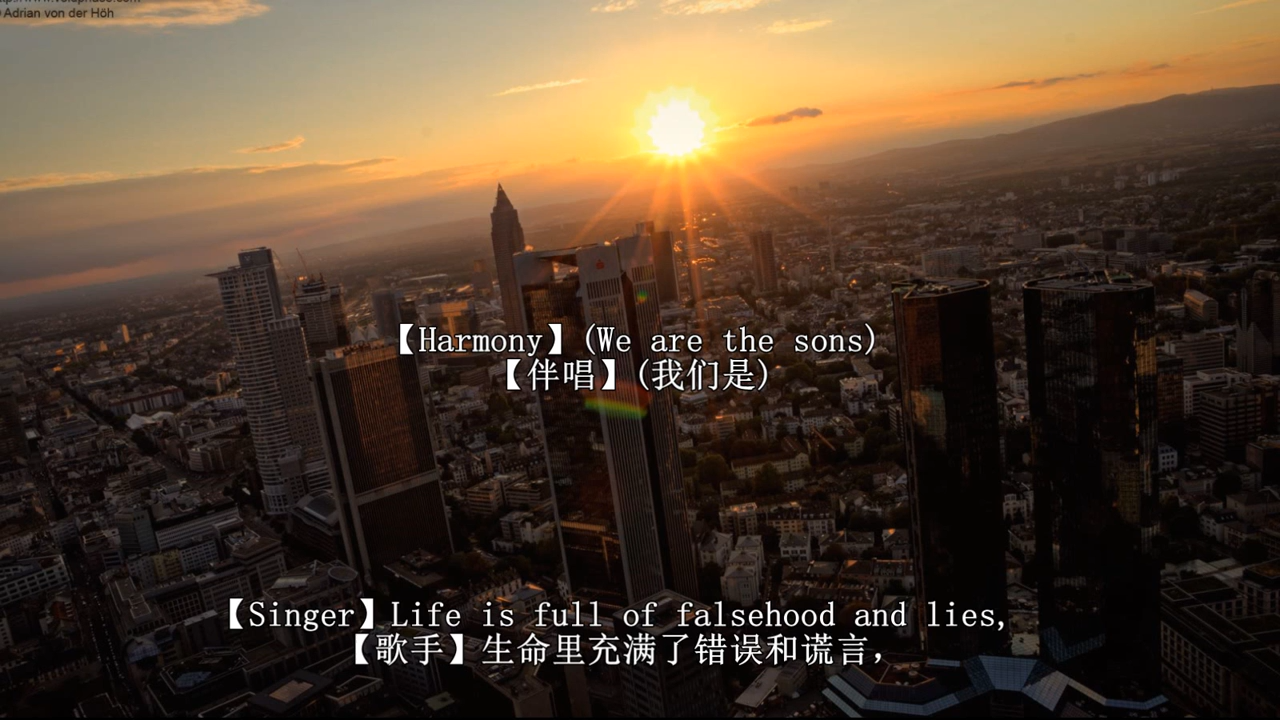 © Adrian von der Höh
【Harmony】(We are the sons)
【伴唱】(我们是)
【Singer】Life is full of falsehood and lies,
【歌手】生命里充满了错误和谎言，